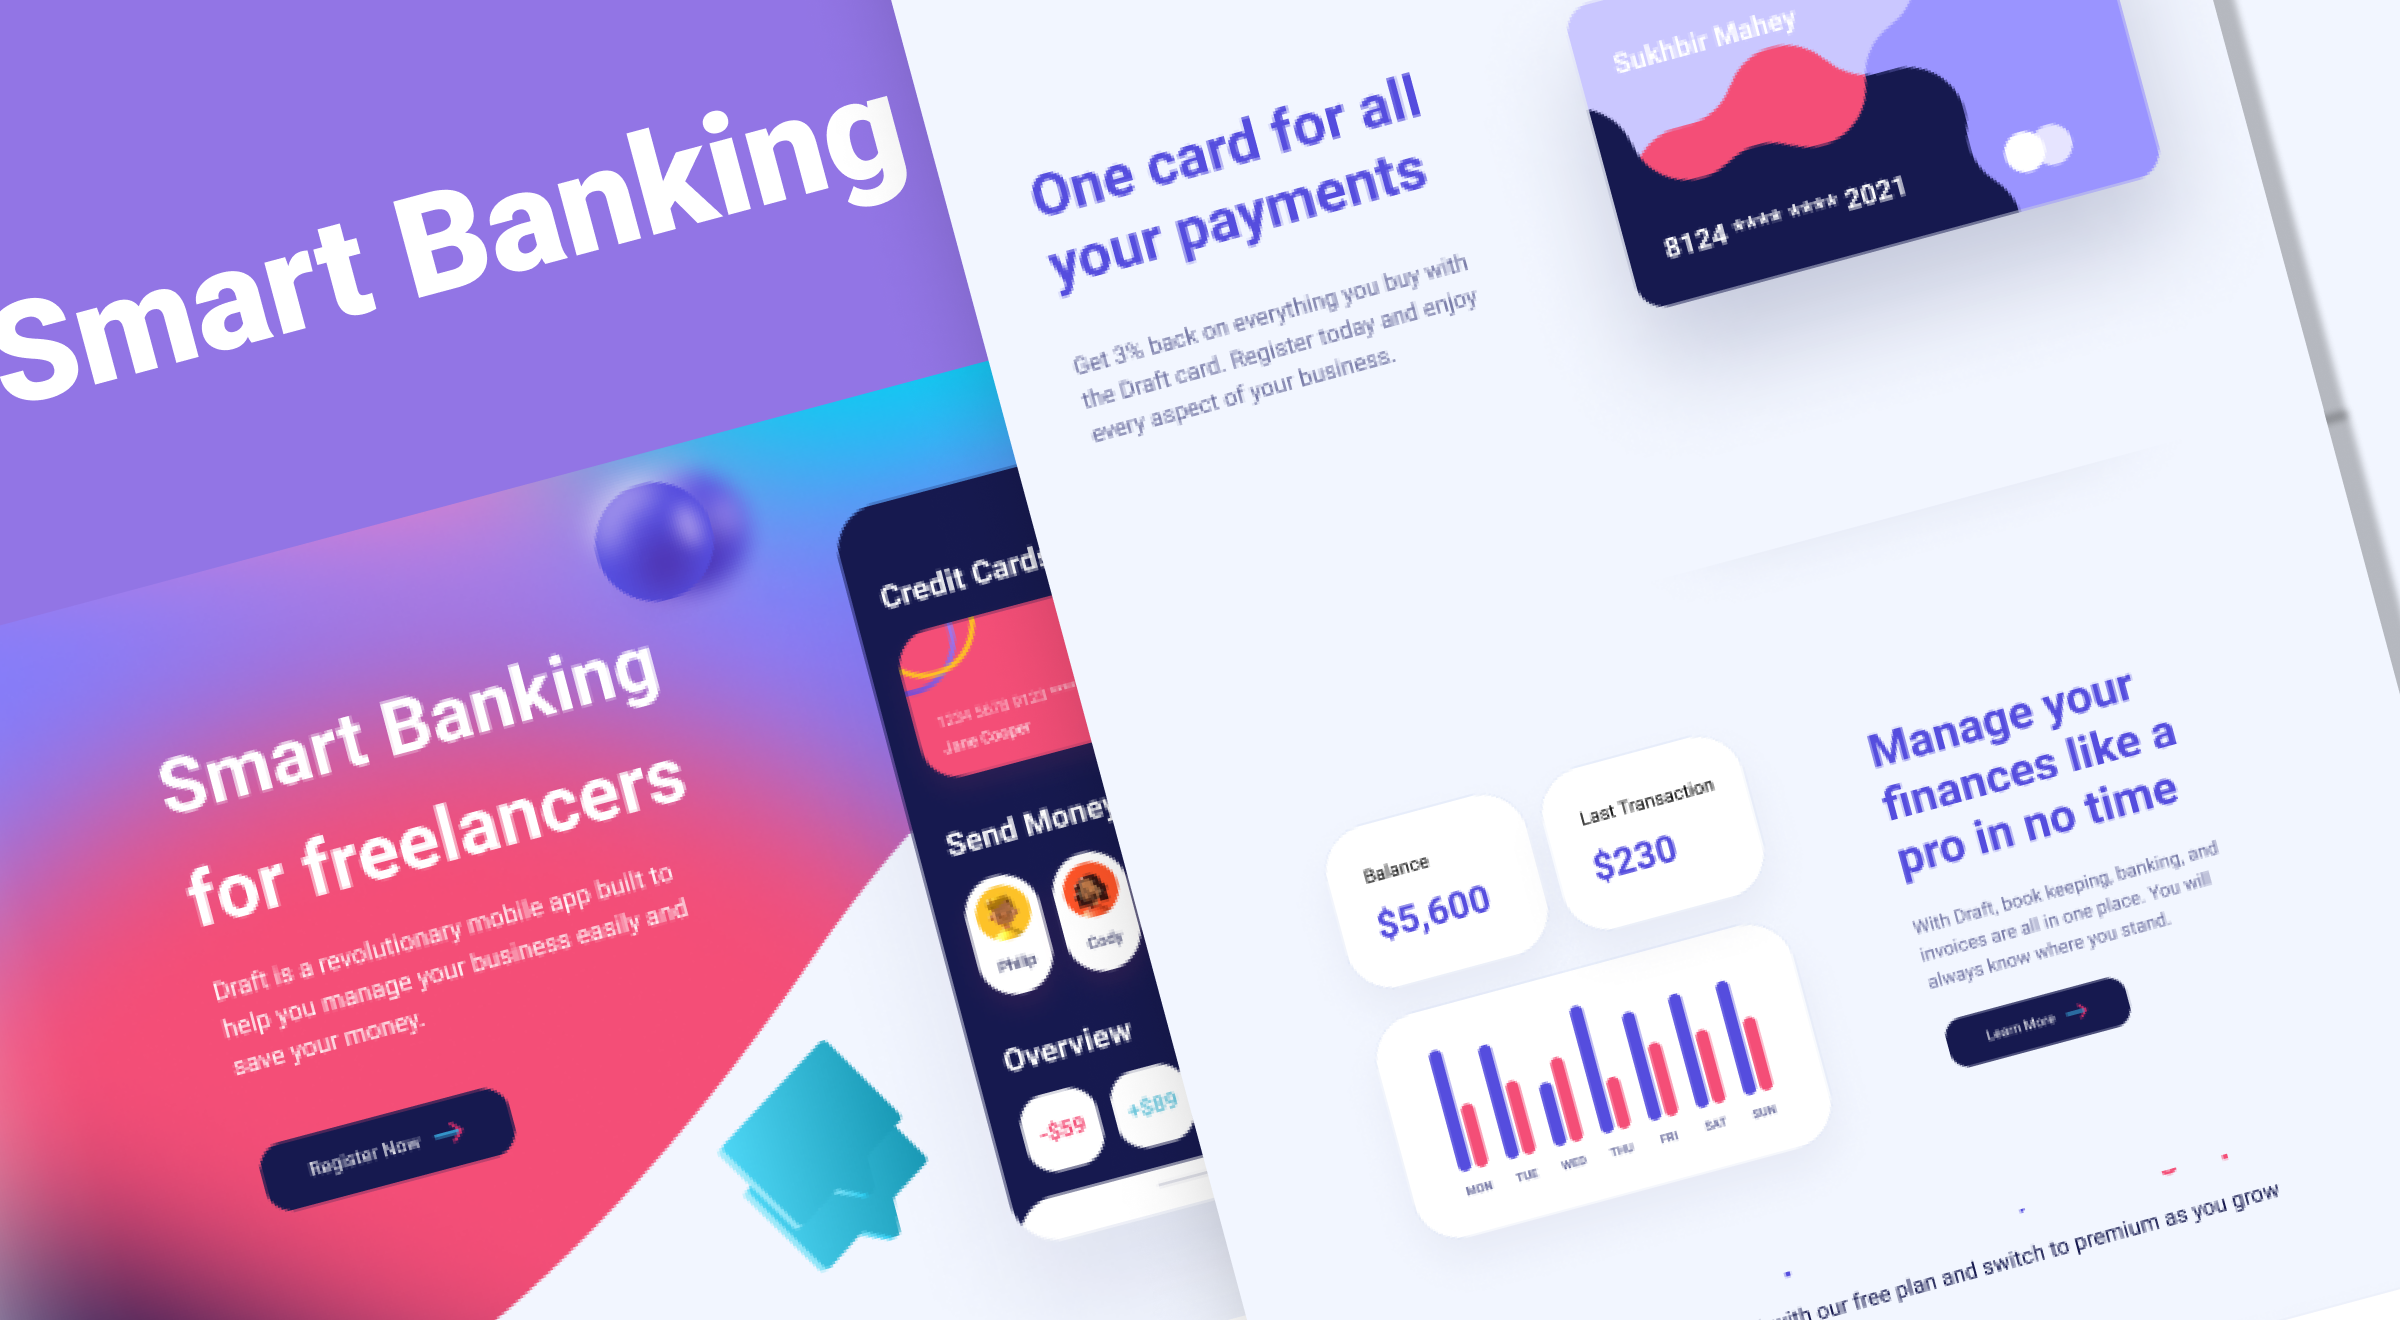 Smart Banking
Smart Banking
for freelancers
Draft is a revolutionary mobile app built to
help you manage your business easily and
save your money.
Register Now
Credit Cards
1234 5678 0123 ****
Jane Cooper
Send Money
Philip
Cody
Overview
-$59
+$89
One card for all
your payments
Get 3% back on everything you buy with
the Draft card. Register today and enjoy
every aspect of your business.
Sukhbir Mahey
8124 **** **** 2021
Balance
$5,600
Last Transaction
$230
MON TUE WED THU FRI SAT SUN
Manage your
finances like a
pro in no time
With Draft, book keeping, banking, and
invoices are all in one place. You will
always know where you stand.
Learn More
with our free plan and switch to premium as you grow